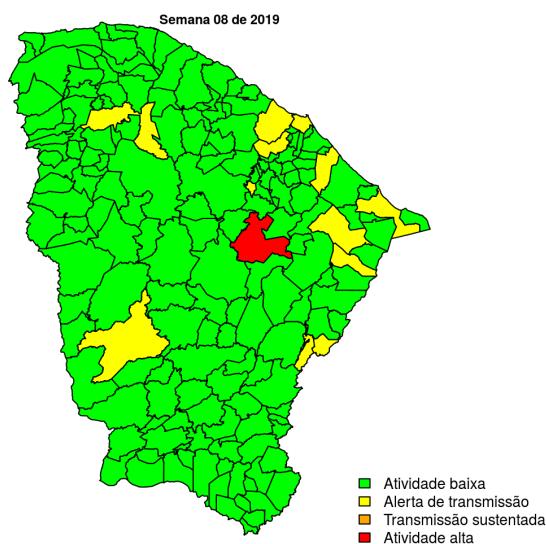 Semana 08 de 2019
Atividade baixa
Alerta de transmissão
Transmissão sustentada
Atividade alta